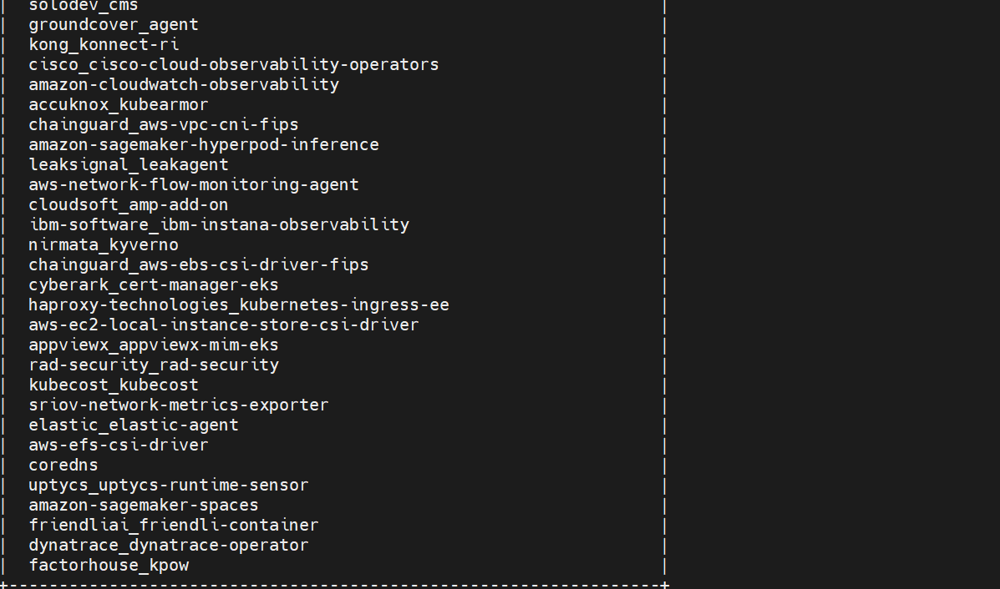 | solodev_cms |
| groundcover_agent |
| kong_konnect-ri |
| cisco_cisco-cloud-observability-operators |
| amazon-cloudwatch-observability |
| accuknox_kubearmor |
| chainguard_aws-vpc-cni-fips |
| amazon-sagemaker-hyperpod-inference |
| leaksignal_leakagent |
| aws-network-flow-monitoring-agent |
| cloudsoft_amp-add-on |
| ibm-software_ibm-instana-observability |
| nirmata_kyverno |
| chainguard_aws-ebs-csi-driver-fips |
| cyberark_cert-manager-eks |
| haproxy-technologies_kubernetes-ingress-ee |
| aws-ec2-local-instance-store-csi-driver |
| appviewx_appviewx-mim-eks |
| rad-security_rad-security |
| kubecost_kubecost |
| sriov-network-metrics-exporter |
| elastic_elastic-agent |
| aws-efs-csi-driver |
| coredns |
| uptycs_uptycs-runtime-sensor |
| amazon-sagemaker-spaces |
| friendliai_friendli-container |
| dynatrace_dynatrace-operator |
| factorhouse_kpow |
+-----------------------------------------------------------------+